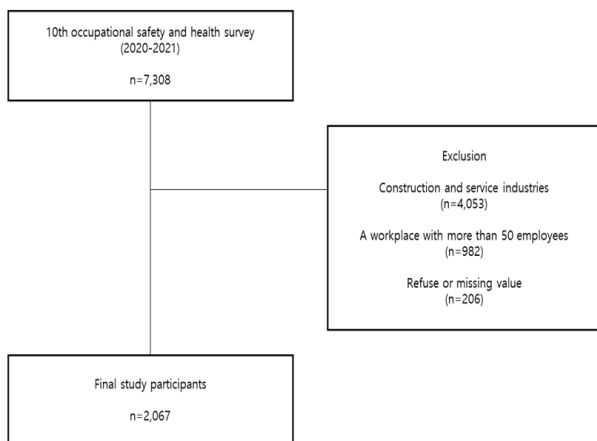 10th occupational safety and health survey
(2020-2021)
n=7,308
Exclusion
Construction and service industries
(n=4,053)
A workplace with more than 50 employees
(n=982)
Refuse or missing value
(n=206)
Final study participants
n=2,067